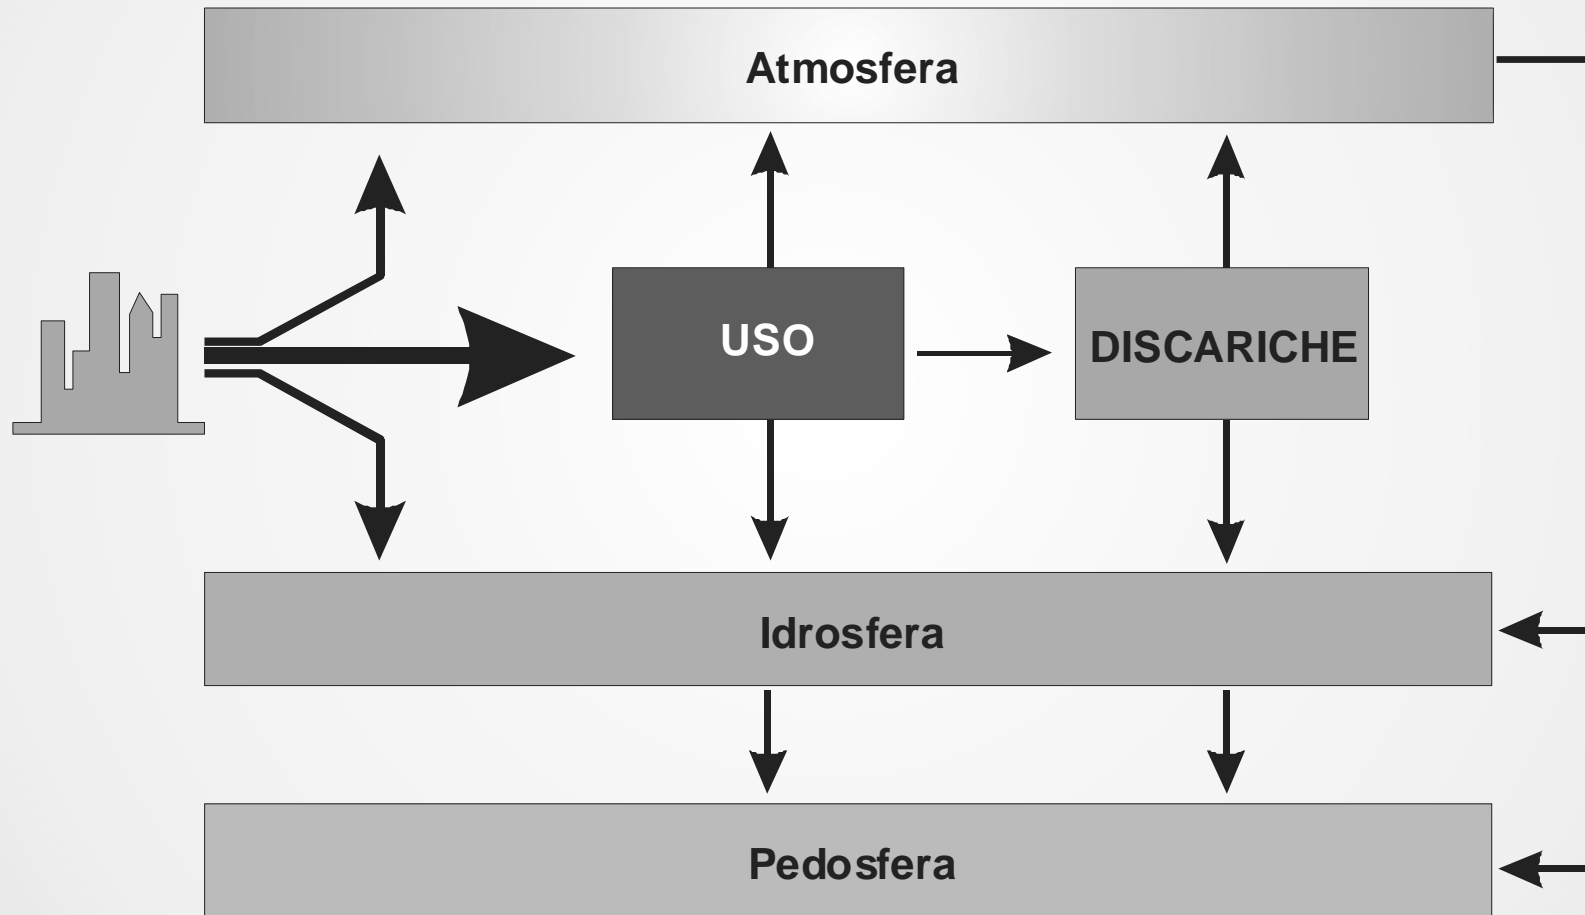 Atmosfera
USO
DISCARICHE
Idrosfera
Pedosfera